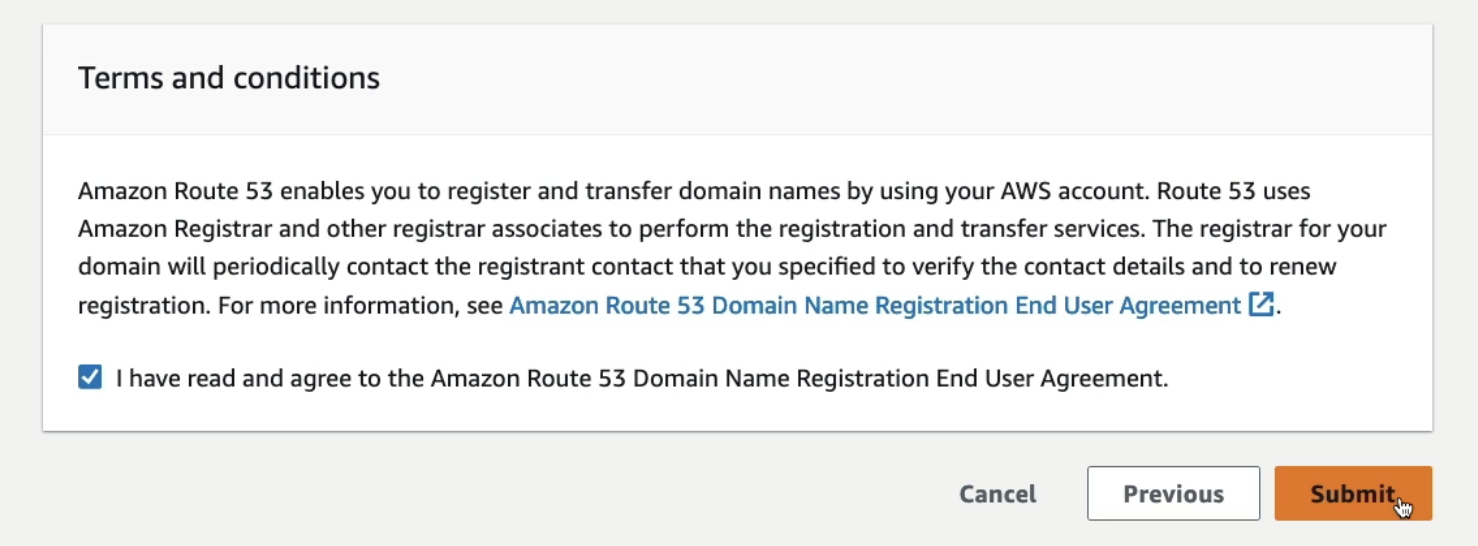 Terms and conditions
Amazon Route 53 enables you to register and transfer domain names by using your AWS account. Route 53 uses
Amazon Registrar and other registrar associates to perform the registration and transfer services. The registrar for your
domain will periodically contact the registrant contact that you specified to verify the contact details and to renew
registration. For more information, see Amazon Route 53 Domain Name Registration End User Agreement.
I have read and agree to the Amazon Route 53 Domain Name Registration End User Agreement.
Cancel Previous Submit